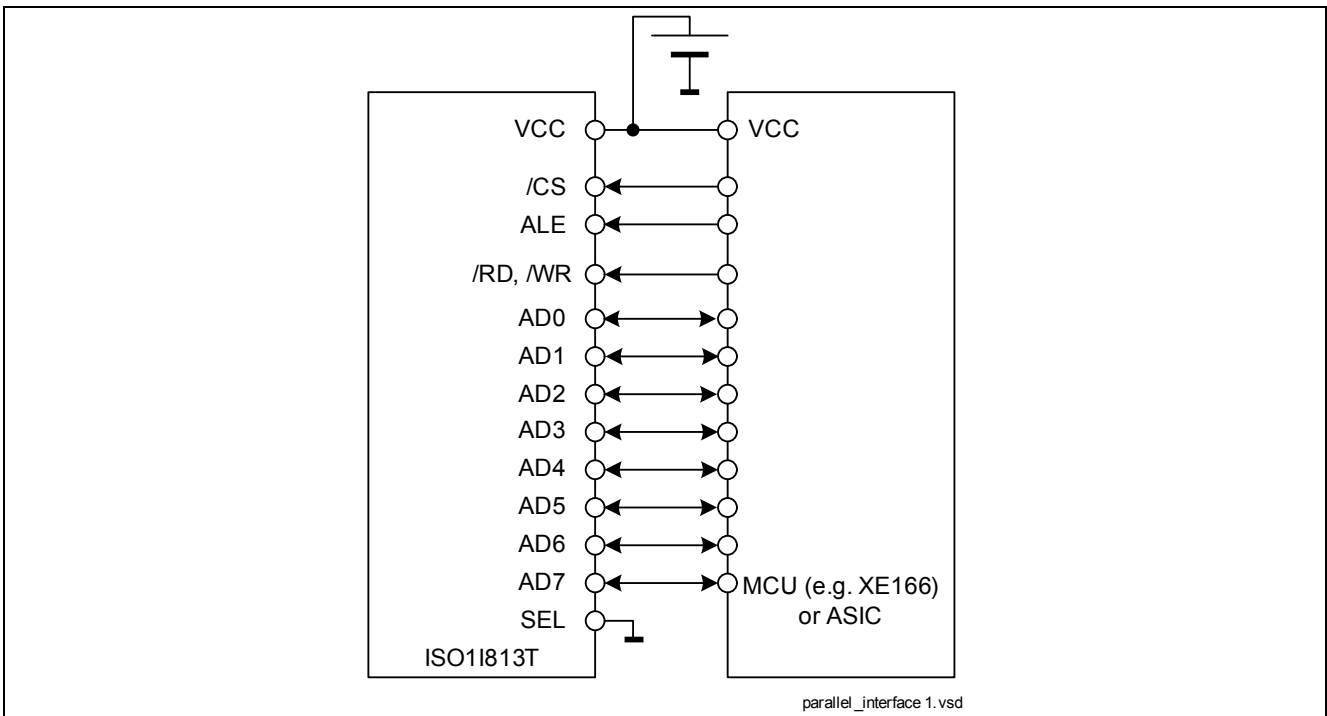 VCC VCC
/CS
ALE
/RD, /WR
AD0
AD1
AD2
AD3
AD4
AD5
AD6
AD7 MCU (e.g. XE166)
or ASIC
SEL
ISO1I813T
parallel_interface 1.vsd